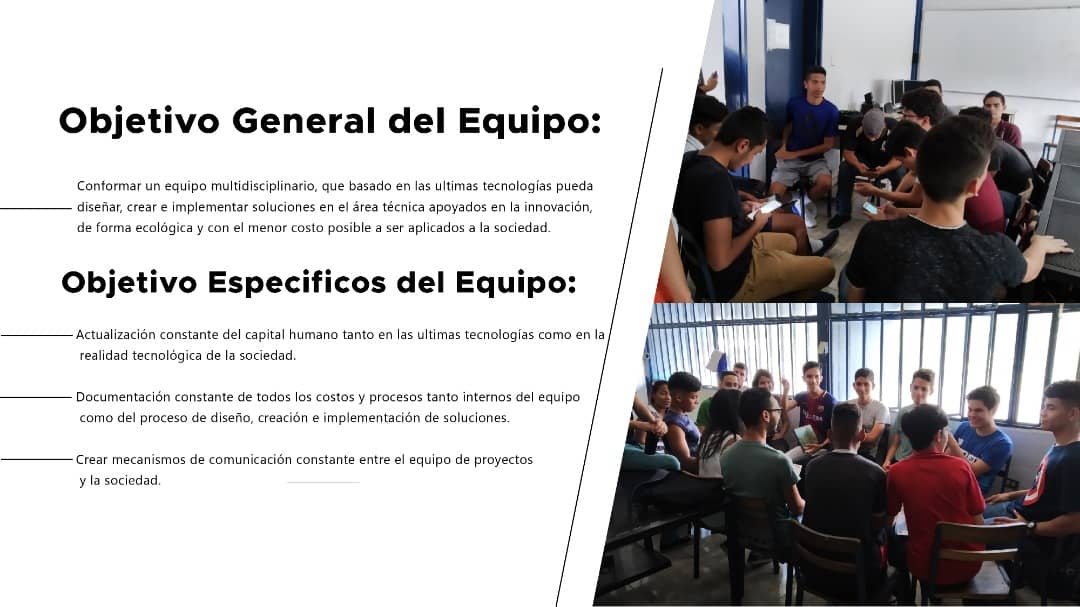 Objetivo General del Equipo:
Conformar un equipo multidisciplinario, que basado en las ultimas tecnologías pueda
diseñar, crear e implementar soluciones en el área técnica apoyados en la innovación,
de forma ecológica y con el menor costo posible a ser aplicados a la sociedad.
Objetivo Especificos del Equipo:
Actualización constante del capital humano tanto en las ultimas tecnologías como en la
realidad tecnológica de la sociedad.
Documentación constante de todos los costos y procesos tanto internos del equipo
como del proceso de diseño, creación e implementación de soluciones.
Crear mecanismos de comunicación constante entre el equipo de proyectos
y la sociedad.